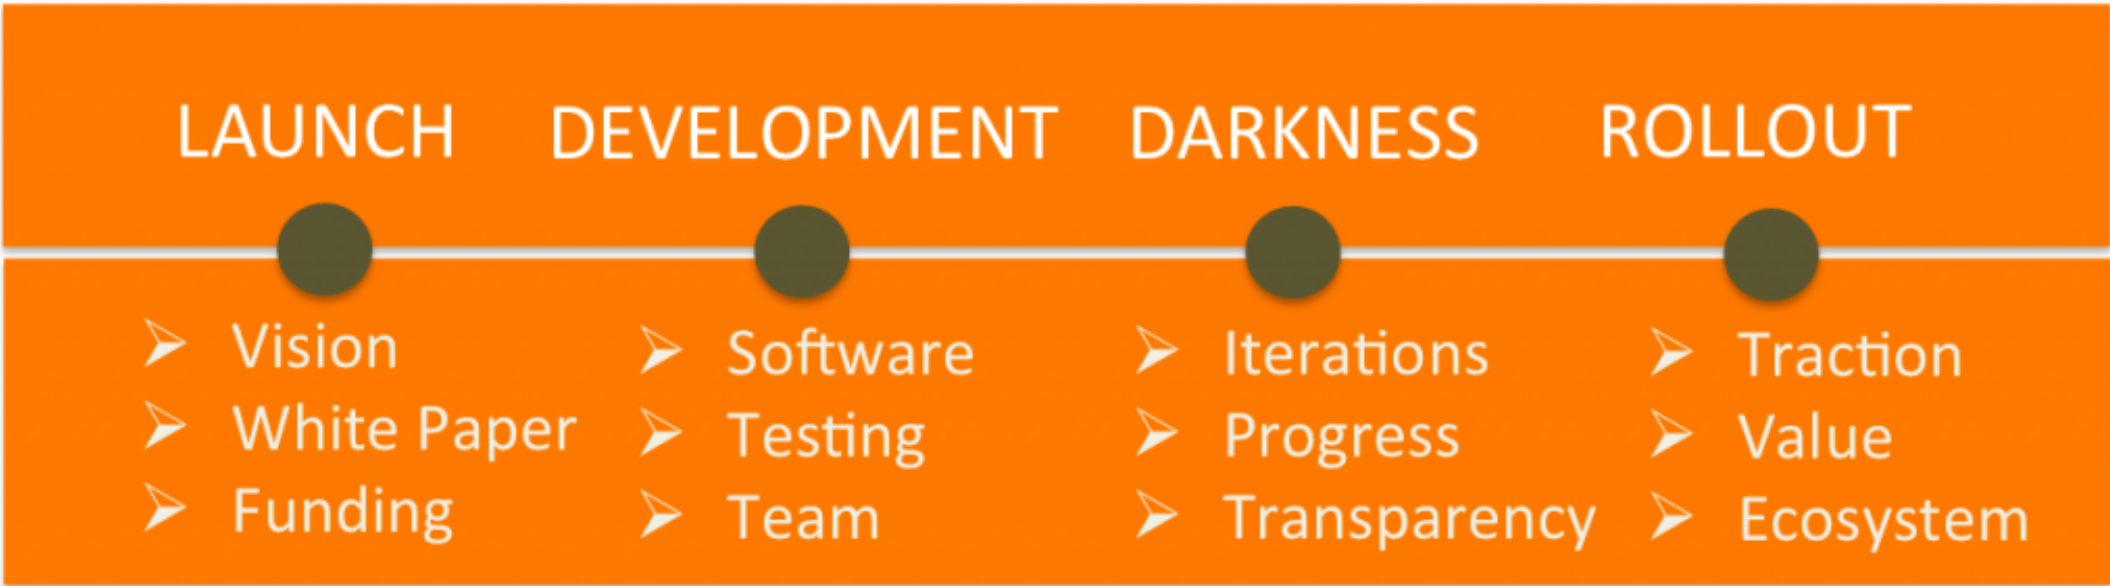 LAUNCH DEVELOPMENT DARKNESS ROLLOUT
Vision
White Paper
Funding
Software
Testing
Team
Iterations
Progress
Transparency
Traction
Value
Ecosystem